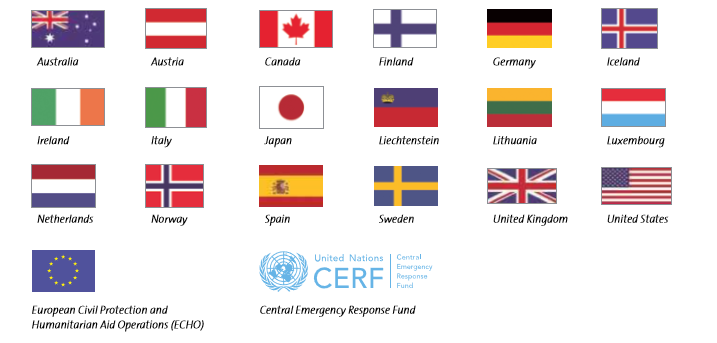 Australia
Austria
Canada
Finland
Germany
Iceland
Ireland
Italy
Japan
Liechtenstein
Lithuania
Luxembourg
Netherlands
Norway
Spain
Sweden
United Kingdom
United States
United Nations
CERF
Central
Emergency
Response
Fund
European Civil Protection and
Humanitarian Aid Operations (ECHO)
Central Emergency Response Fund